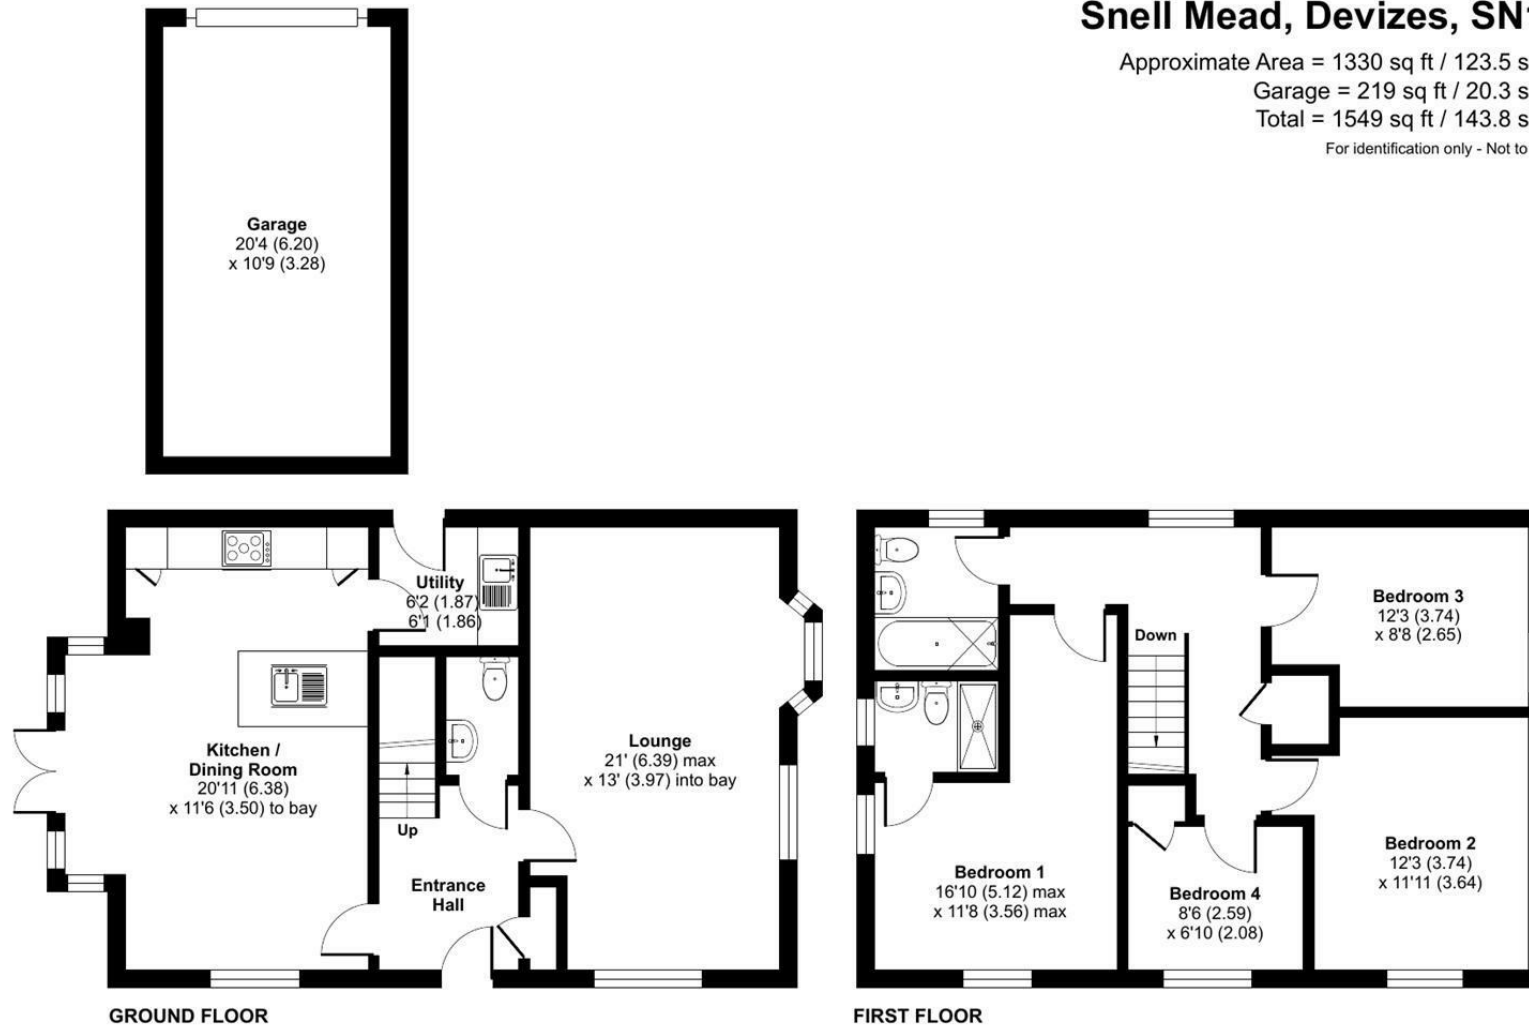 Snell Mead, Devizes,
Approximate Area = 1330 sq ft / 123.5
Garage = 219 sq ft / 20.3
Total = 1549 sq ft / 143.8
For identification only - Not to
Garage
20'4 (6.20)
x 10'9 (3.28)
Utility
6'2 (1.87)
6'1 (1.86)
Kitchen /
Dining Room
20'11 (6.38)
x 11'6 (3.50) to bay
Up
Entrance
Hall
Lounge
21' (6.39) max
x 13' (3.97) into bay
GROUND FLOOR
Down
Bedroom 3
12'3 (3.74)
x 8'8 (2.65)
Bedroom 1
16'10 (5.12) max
x 11'8 (3.56) max
Bedroom 4
8'6 (2.59)
x 6'10 (2.08)
Bedroom 2
12'3 (3.74)
x 11'11 (3.64)
FIRST FLOOR